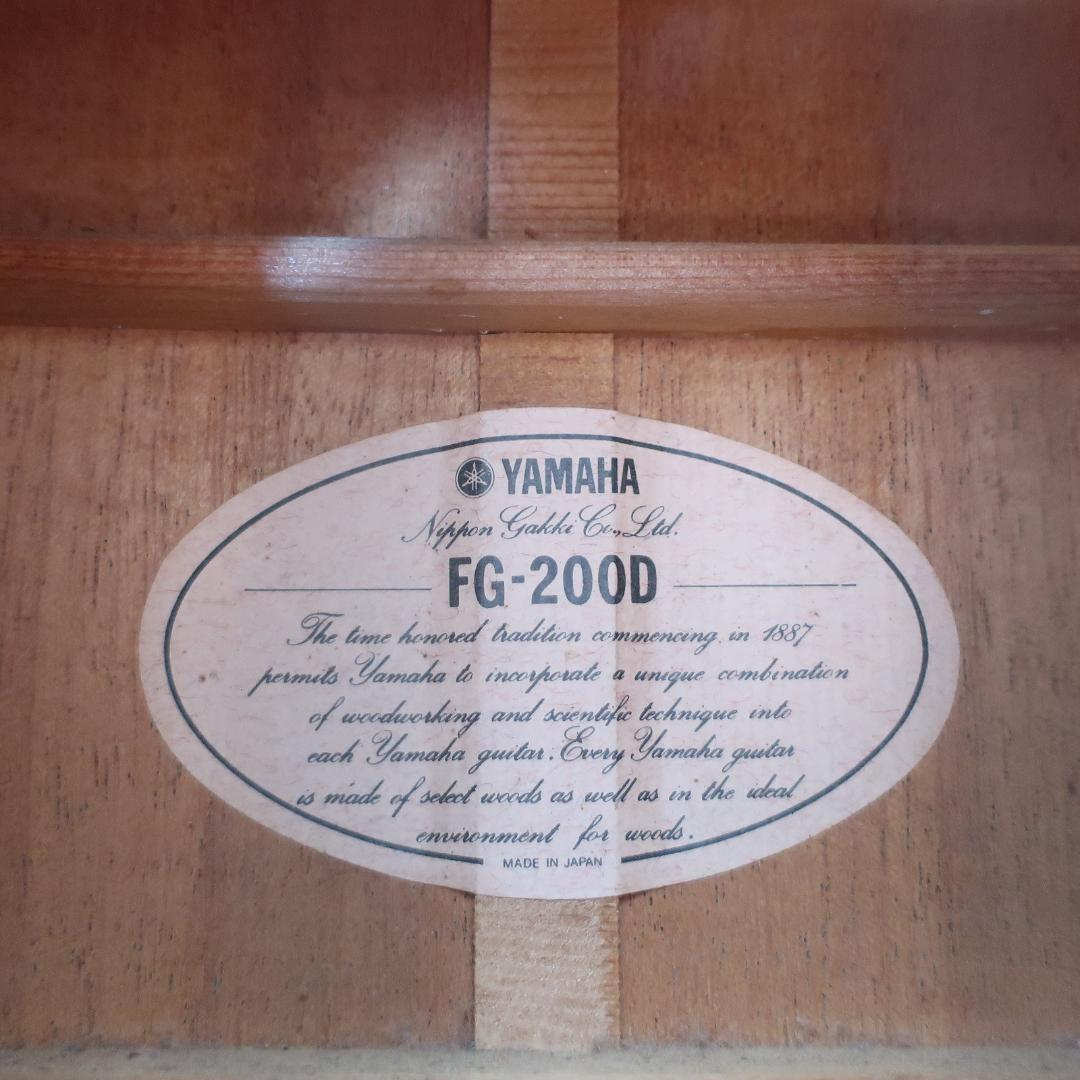 YAMAHA
Nippon Gakki Co., Ltd.
FG-200D
The time honored tradition commencing in 1887
permits Yamaha to incorporate a unique combination
of woodworking and scientific technique into
each Yamaha guitar. Every Yamaha guitar
is made of select woods as well as in the ideal
environment for woods.
MADE IN JAPAN